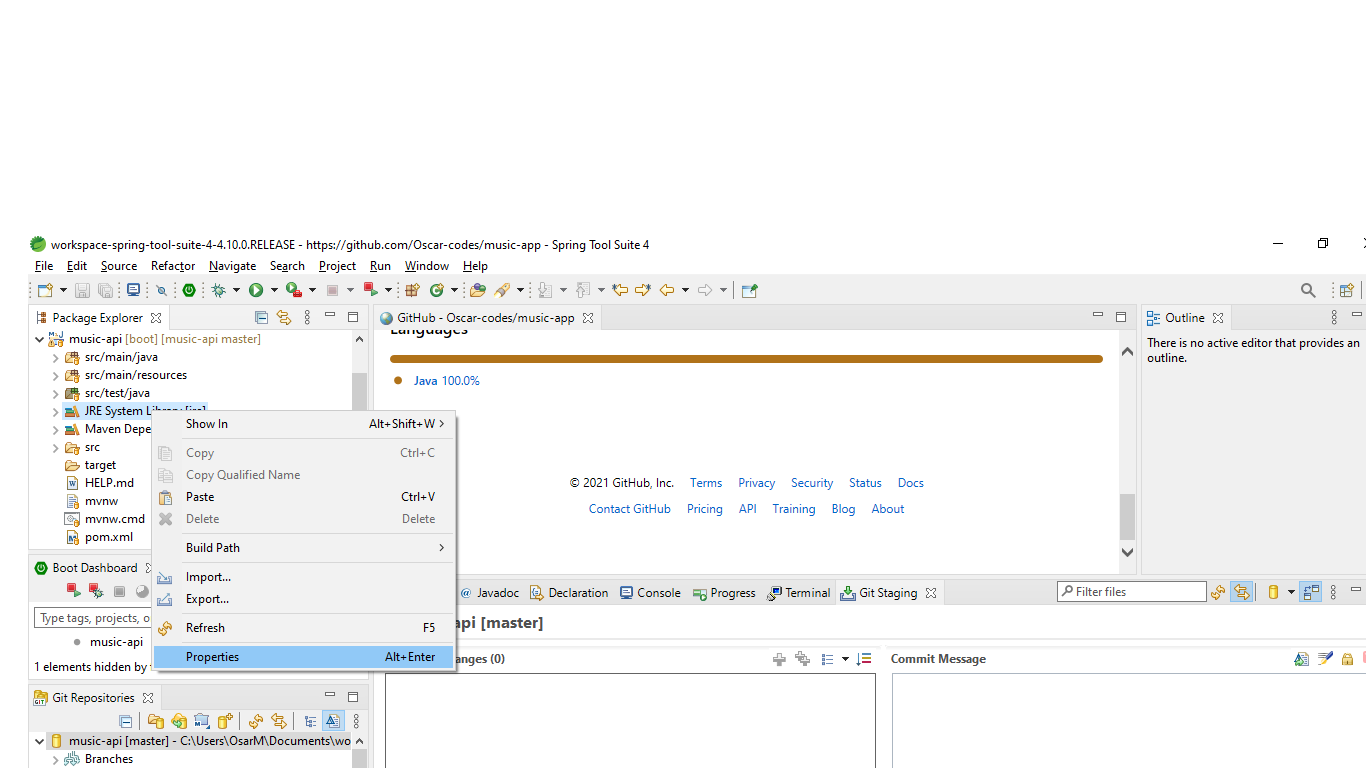 workspace-spring-tool-suite-4-4.10.0.RELEASE - https://github.com/Oscar-codes/music-app - Spring Tool Suite 4
File Edit Source Refactor Navigate Search Project Run Window Help
Package Explorer
music-api [boot] [music-api master]
src/main/java
src/main/resources
src/test/java
JRE System Library [jre]
Maven Depe
src
target
HELP.md
mvnw
mvnw.cmd
pom.xml
Show In Alt+Shift+W
Copy Ctrl+C
Copy Qualified Name
Paste Ctrl+V
Delete Delete
Build Path
Import...
Export...
Refresh F5
Properties Alt+Enter
GitHub - Oscar-codes/music-app
Languages
Java 100.0%
© 2021 GitHub, Inc. Terms Privacy Security Status Docs
Contact GitHub Pricing API Training Blog About
Outline
There is no active editor that provides an
outline.
Boot Dashboard
Type tags, projects, o
music-api
1 elements hidden by
@ Javadoc Declaration Console Progress Terminal Git Staging
Filter files
api [master]
anges (0)
Commit Message
Git Repositories
GIT
music-api [master] - C:\Users\OsarM\Documents\wo
Branches